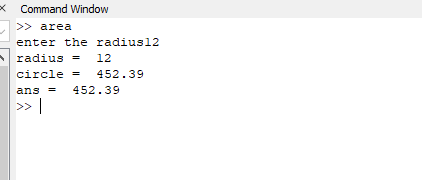 Command Window
>> area
enter the radius12
radius =  12
circle =  452.39
ans =  452.39
>>